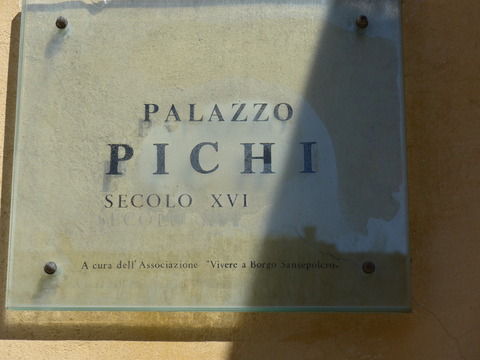 PALAZZO
PICHI
SECOLO XVI
A cura dell'Associazione "Vivere a Borgo Sansepolcro"